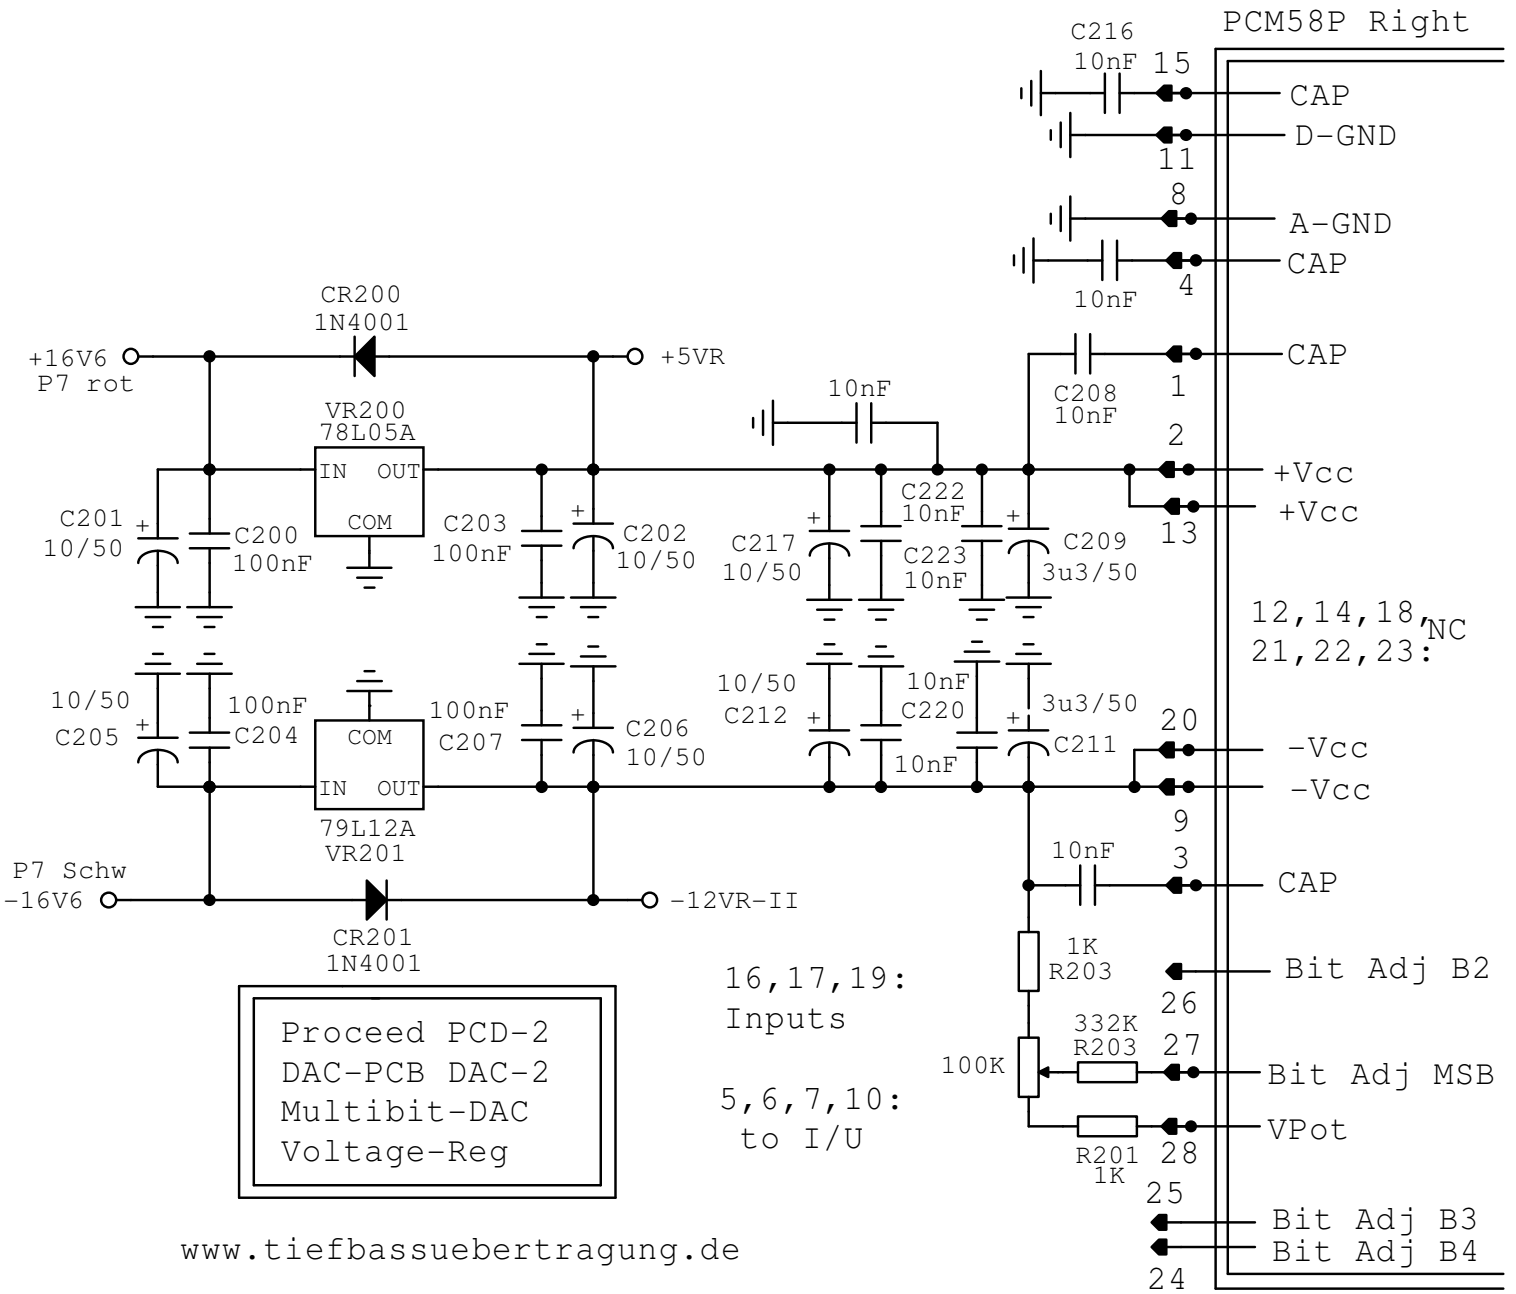 PCM58P Right
C216
10nF
15
CAP
D-GND
11
8
A-GND
CAP
4
10nF
CR200
1N4001
+16V6
P7 rot
+5VR
CAP
1
C208
10nF
10nF
VR200
78L05A
IN OUT
COM
2
+Vcc
+Vcc
13
C201
10/50
+
C200
100nF
C203
100nF
+
C202
10/50
+
C217
10/50
C222
10nF
C223
10nF
+
C209
3u3/50
12,14,18,
21,22,23:
NC
10/50
C205
+
100nF
C204
COM
IN OUT
79L12A
VR201
100nF
C207
+
C206
10/50
10/50
C212
+
10nF
C220
10nF
+
3u3/50
C211
20
-Vcc
-Vcc
9
3
10nF
CAP
P7 Schw
-16V6
-12VR-II
CR201
1N4001
1K
R203
16,17,19:
Inputs
Bit Adj B2
26
Proceed PCD-2
DAC-PCB DAC-2
Multibit-DAC
Voltage-Reg
100K
332K
R203
27
Bit Adj MSB
5,6,7,10:
to I/U
VPot
R201
1K
28
25
Bit Adj B3
Bit Adj B4
24
www.tiefbassuebertragung.de